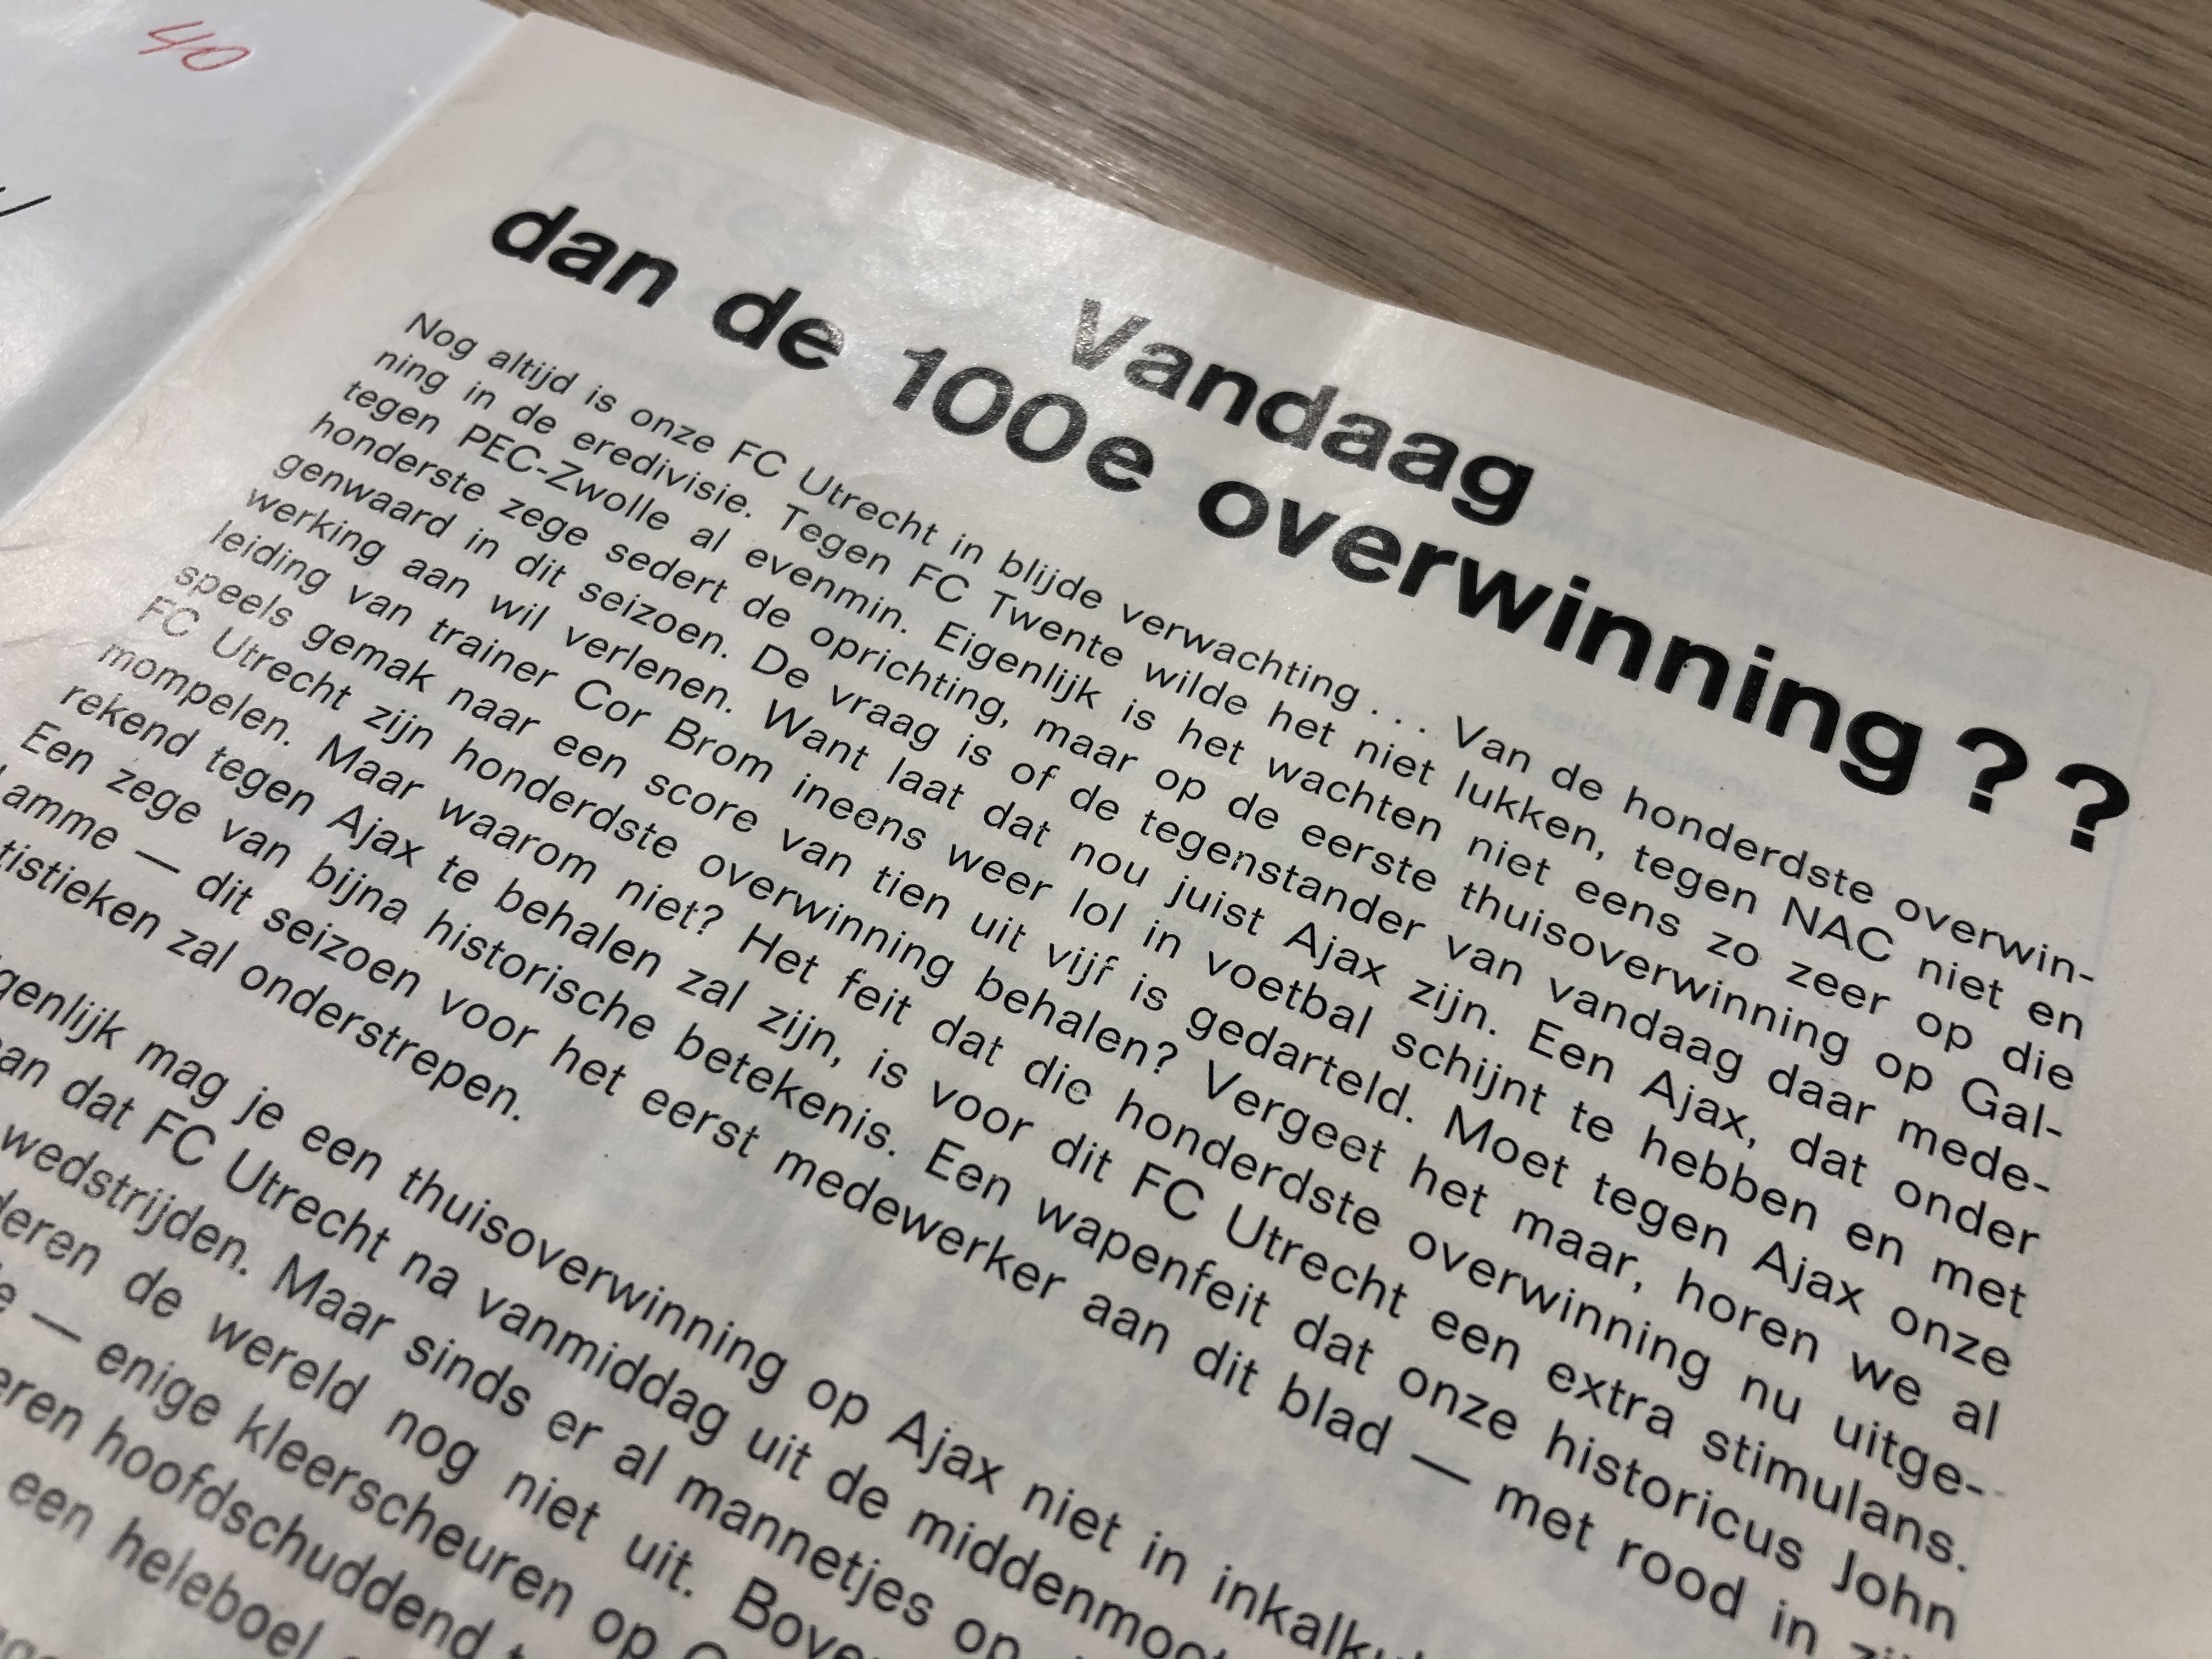 40
Vandaag
dan de 100e overwinning ? ?
Nog altijd is onze FC Utrecht in blijde verwachting . . . Van de honderdste overwin-
ning in de eredivisie. Tegen FC Twente wilde het niet lukken, tegen NAC niet en
tegen PEC-Zwolle al evenmin. Eigenlijk is het wachten niet eens zo zeer op die
honderste zege sedert de oprichting, maar op de eerste thuisoverwinning op Gal-
genwaard in dit seizoen. De vraag is of de tegenstander van vandaag daar mede-
werking aan wil verlenen. Want laat dat nou juist Ajax zijn. Een Ajax, dat onder
leiding van trainer Cor Brom ineens weer lol in voetbal schijnt te hebben en met
speels gemak naar een score van tien uit vijf is gedarteld. Moet tegen Ajax onze
FC Utrecht zijn honderdste overwinning behalen? Vergeet het maar, horen we al
mompelen. Maar waarom niet? Het feit dat die honderdste overwinning nu uitge-
rekend tegen Ajax te behalen zal zijn, is voor dit FC Utrecht een extra stimulans.
Een zege van bijna historische betekenis. Een wapenfeit dat onze historicus John
lamme — dit seizoen voor het eerst medewerker aan dit blad — met rood in
tistieken zal onderstrepen.
genlijk mag je een thuisoverwinning op Ajax niet in inkalku
an dat FC Utrecht na vanmiddag uit de middenmoot
wedstrijden. Maar sinds er al mannetjes op
deren de wereld nog niet uit. Bove
e — enige kleerscheuren op
eren hoofdschuddend
een heleboel